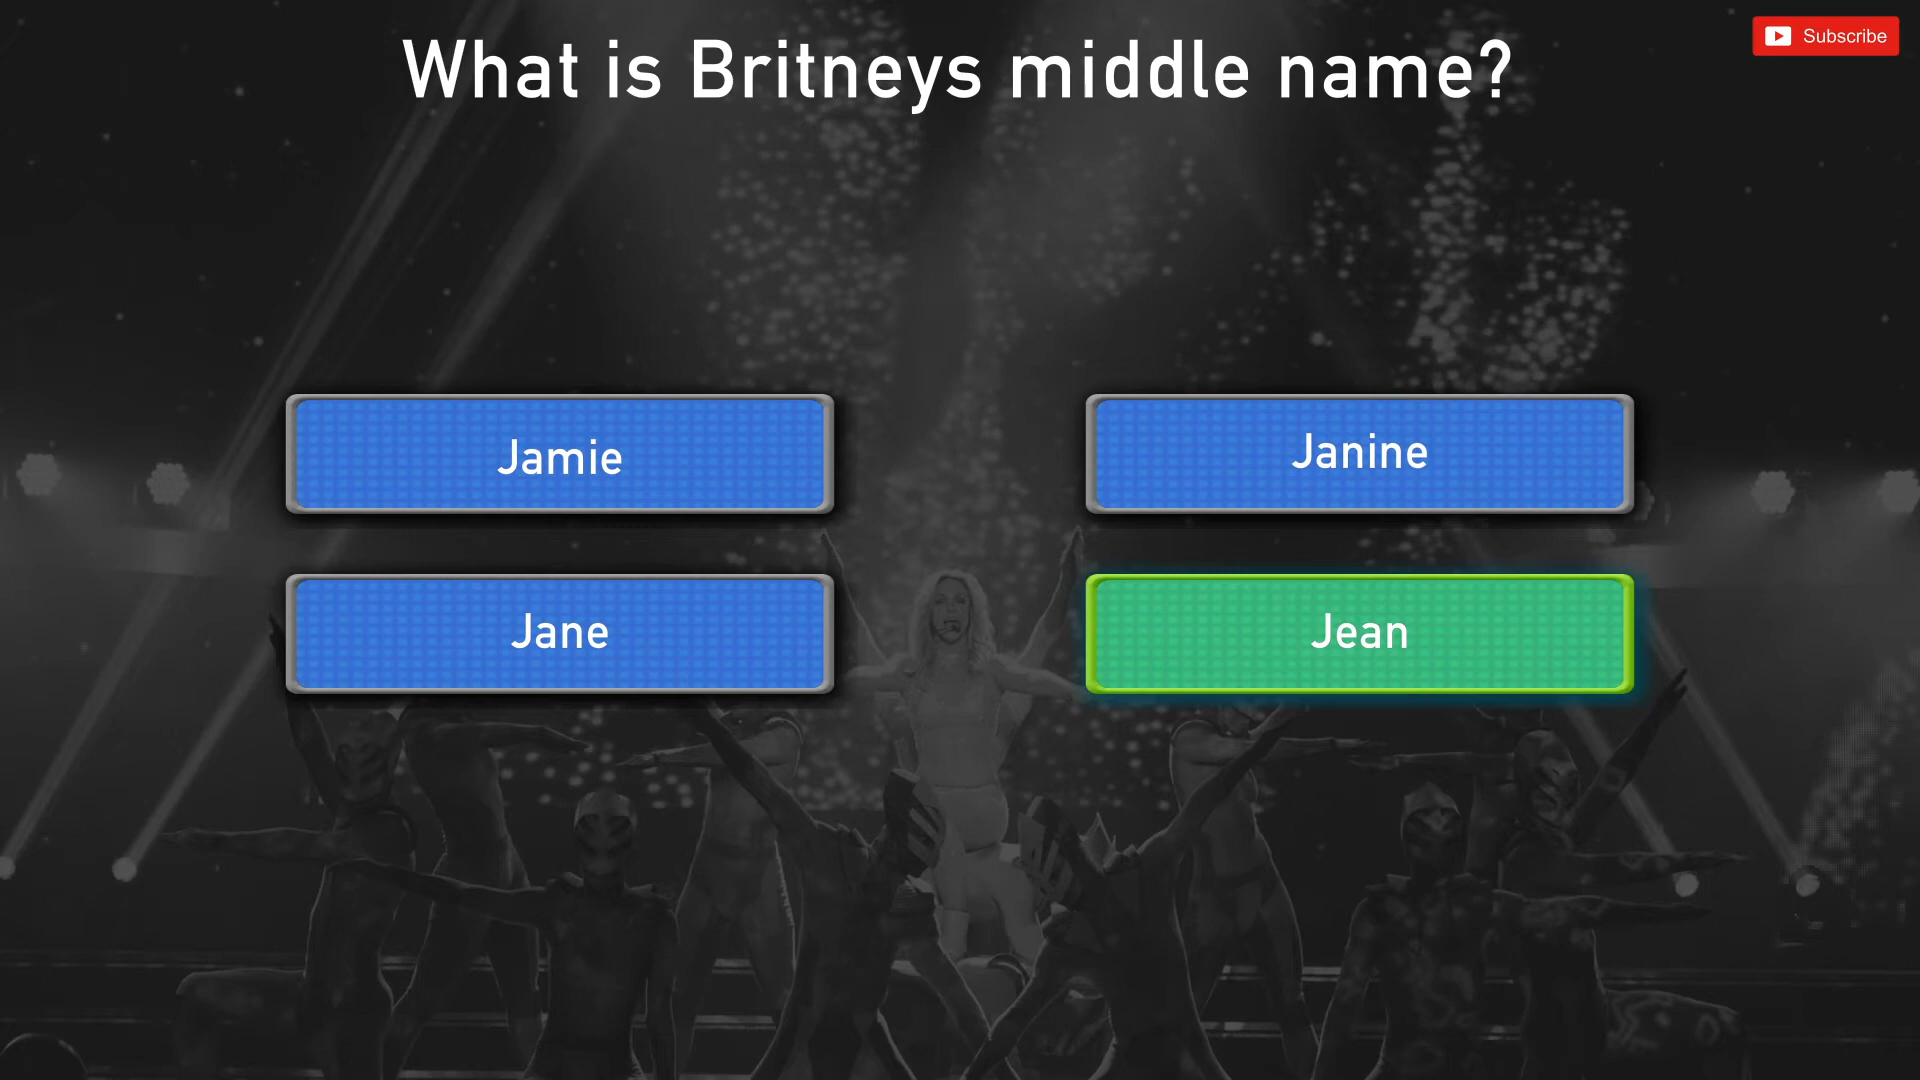 What is Britneys middle name?
Subscribe
Jamie
Janine
Jane
Jean